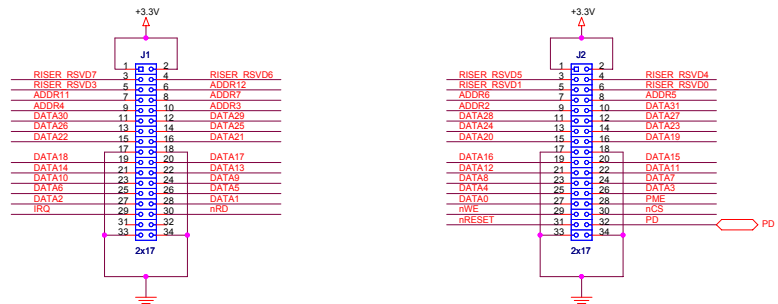 +3.3V
J1
1 2
RISER_RSVD7 3 4 RISER_RSVD6
RISER_RSVD3 5 6 ADDR12
ADDR11 7 8 ADDR7
ADDR4 9 10 ADDR3
DATA30 11 12 DATA29
DATA26 13 14 DATA25
DATA22 15 16 DATA21
17 18
DATA18 19 20 DATA17
DATA14 21 22 DATA13
DATA10 23 24 DATA9
DATA6 25 26 DATA5
DATA2 27 28 DATA1
IRQ 29 30 nRD
31 32
33 34
2x17
+3.3V
J2
1 2
RISER_RSVD5 3 4 RISER_RSVD4
RISER_RSVD1 5 6 RISER_RSVD0
ADDR6 7 8 ADDR5
ADDR2 9 10 DATA31
DATA28 11 12 DATA27
DATA24 13 14 DATA23
DATA20 15 16 DATA19
17 18
DATA16 19 20 DATA15
DATA12 21 22 DATA11
DATA8 23 24 DATA7
DATA4 25 26 DATA3
DATA0 27 28 PME
nWE 29 30 nCS
nRESET 31 32 PD PD
33 34
2x17